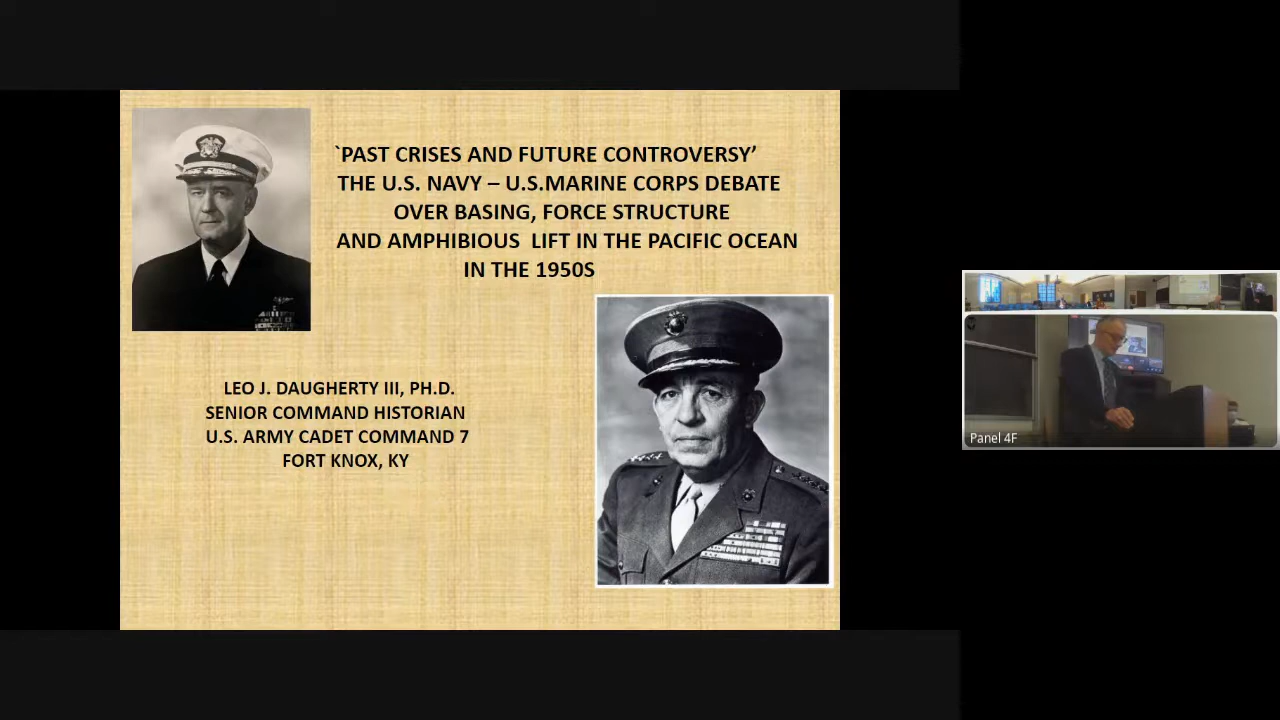 `PAST CRISES AND FUTURE CONTROVERSY’
THE U.S. NAVY – U.S.MARINE CORPS DEBATE
OVER BASING, FORCE STRUCTURE
AND AMPHIBIOUS  LIFT IN THE PACIFIC OCEAN
IN THE 1950S
LEO J. DAUGHERTY III, PH.D.
SENIOR COMMAND HISTORIAN
U.S. ARMY CADET COMMAND 7
FORT KNOX, KY
Panel 4F